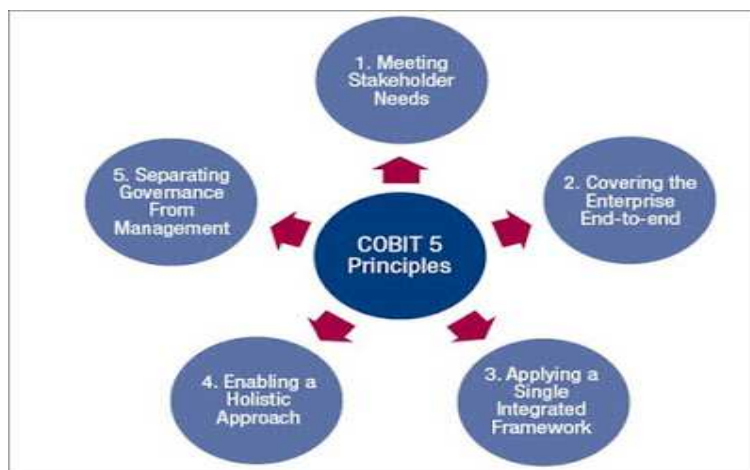 1. Meeting
Stakeholder
Needs
5. Separating
Governance
From
Management
2. Covering the
Enterprise
End-to-end
COBIT 5
Principles
4. Enabling a
Holistic
Approach
3. Applying a
Single
Integrated
Framework